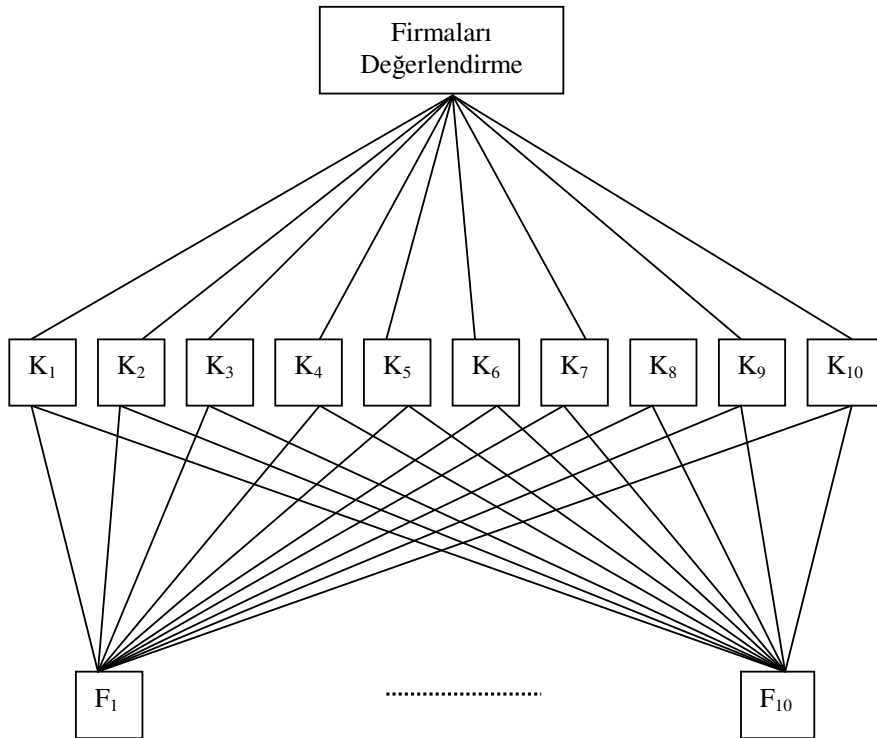 Firmaları
Değerlendirme
K₁ K₂ K₃ K₄ K₅ K₆ K₇ K₈ K₉ K₁₀
F₁ F₁₀